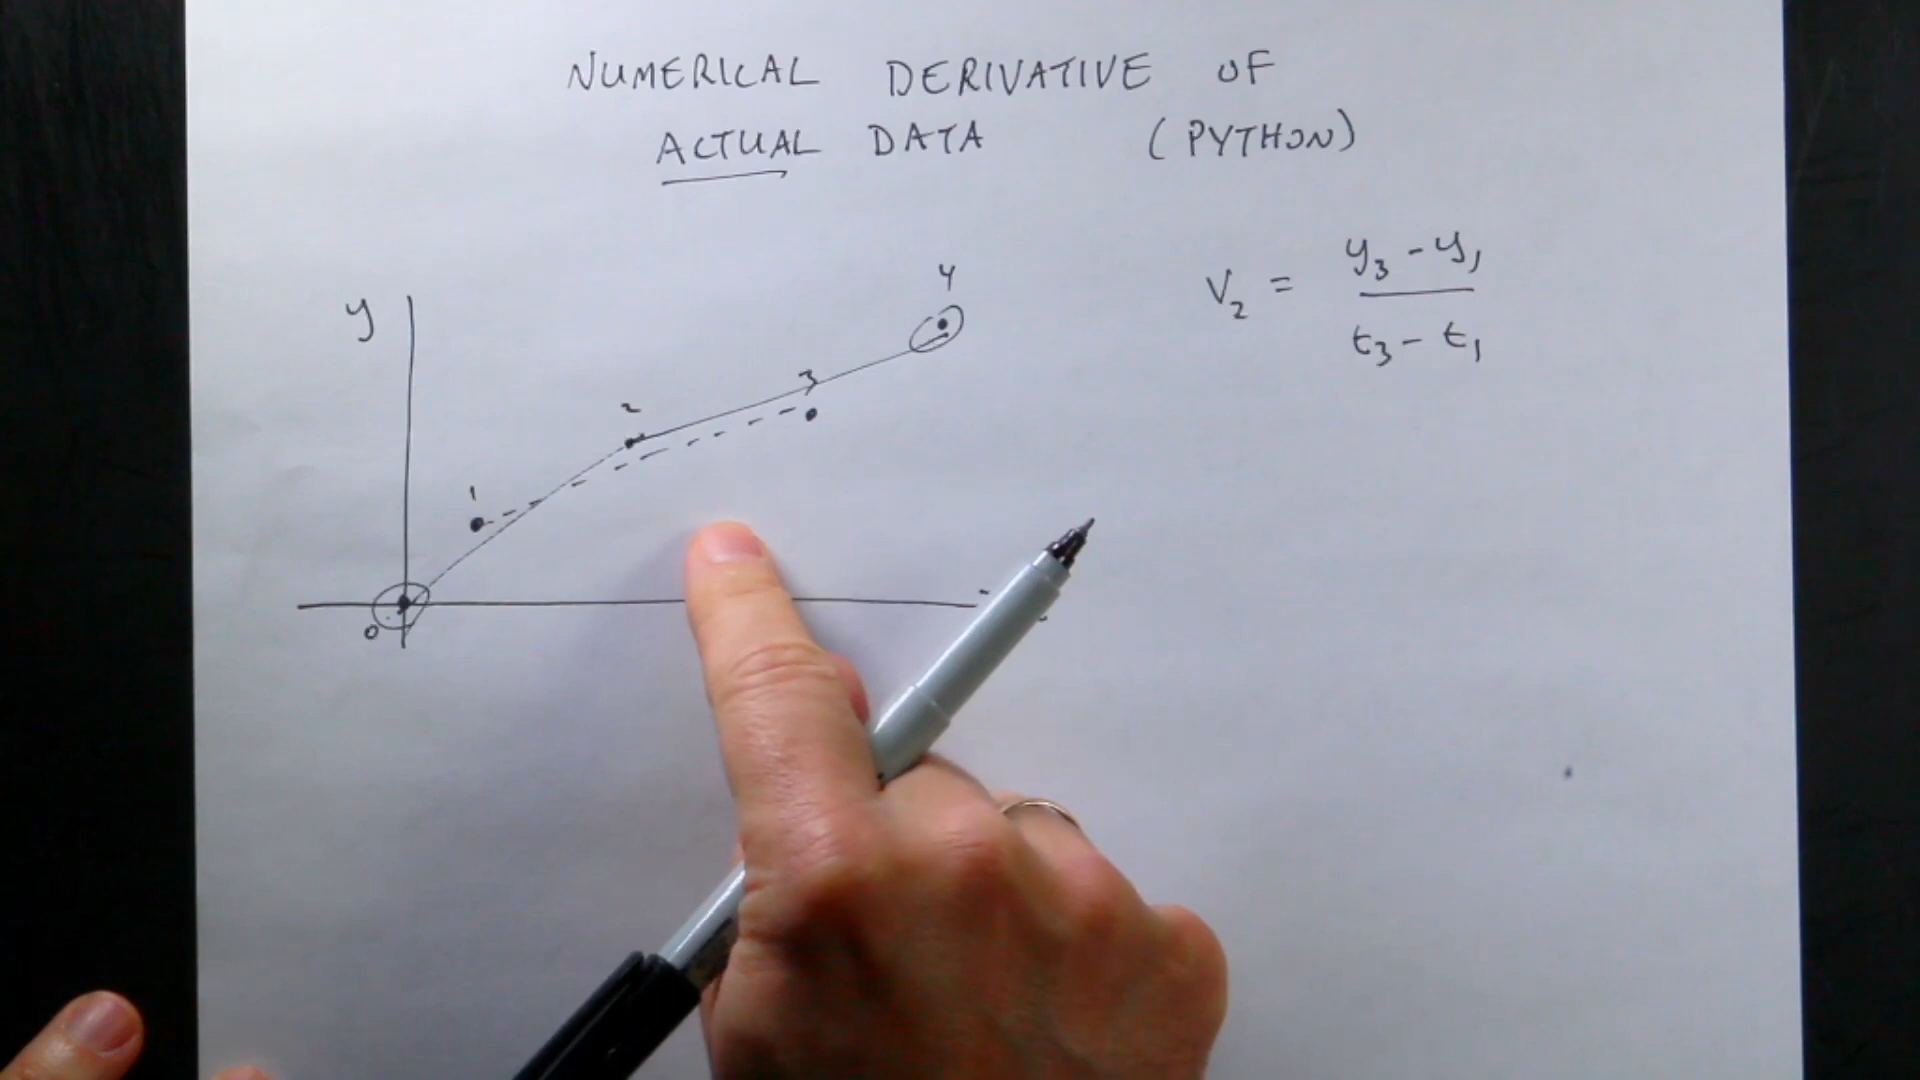 NUMERICAL DERIVATIVE OF
ACTUAL DATA (PYTHON)
y
4
3
2
1
0
V₂ = y₃ - y₁
t₃ - t₁